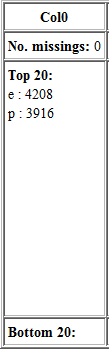 Col0
No. missings: 0
Top 20:
e : 4208
p : 3916
Bottom 20: